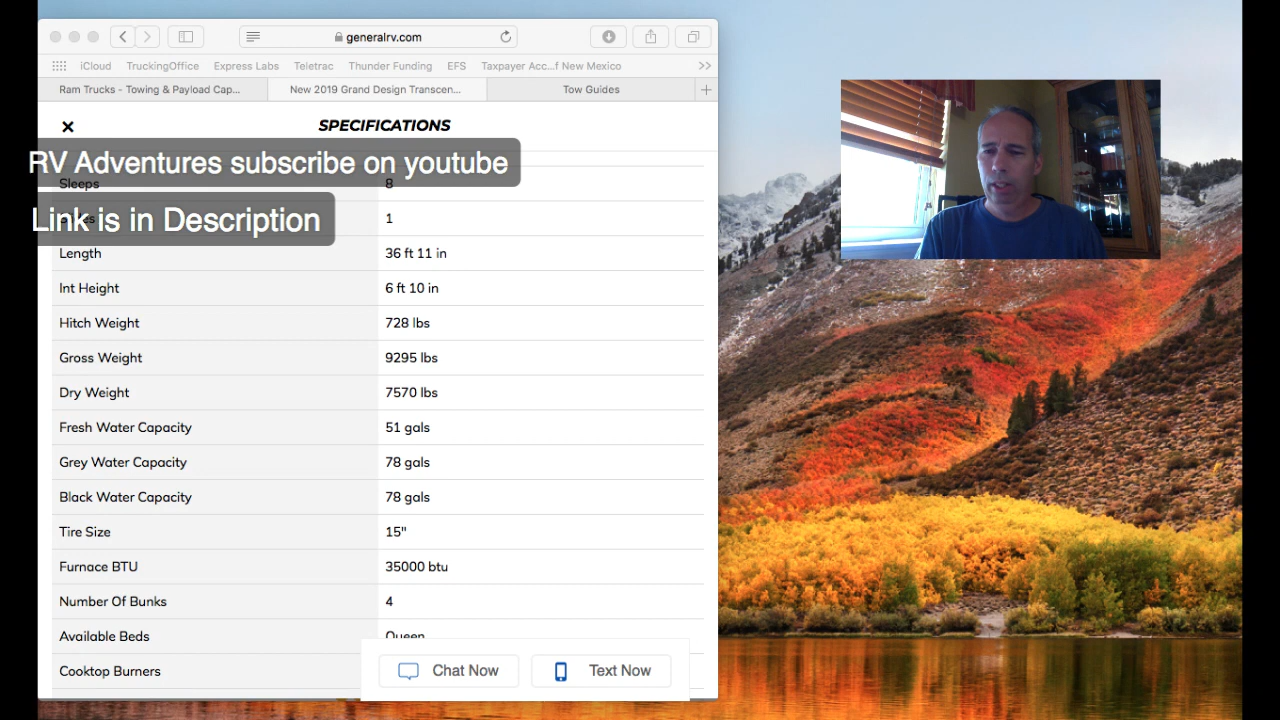 generalrv.com
iCloud TruckingOffice Express Labs Teletrac Thunder Funding EFS Taxpayer Acc...f New Mexico >>
Ram Trucks - Towing & Payload Cap... New 2019 Grand Design Transcen... Tow Guides +
× SPECIFICATIONS
RV Adventures subscribe on youtube
Sleeps 8
Link is in Description
1
Length 36 ft 11 in
Int Height 6 ft 10 in
Hitch Weight 728 lbs
Gross Weight 9295 lbs
Dry Weight 7570 lbs
Fresh Water Capacity 51 gals
Grey Water Capacity 78 gals
Black Water Capacity 78 gals
Tire Size 15"
Furnace BTU 35000 btu
Number Of Bunks 4
Available Beds Queen
Cooktop Burners
Chat Now Text Now